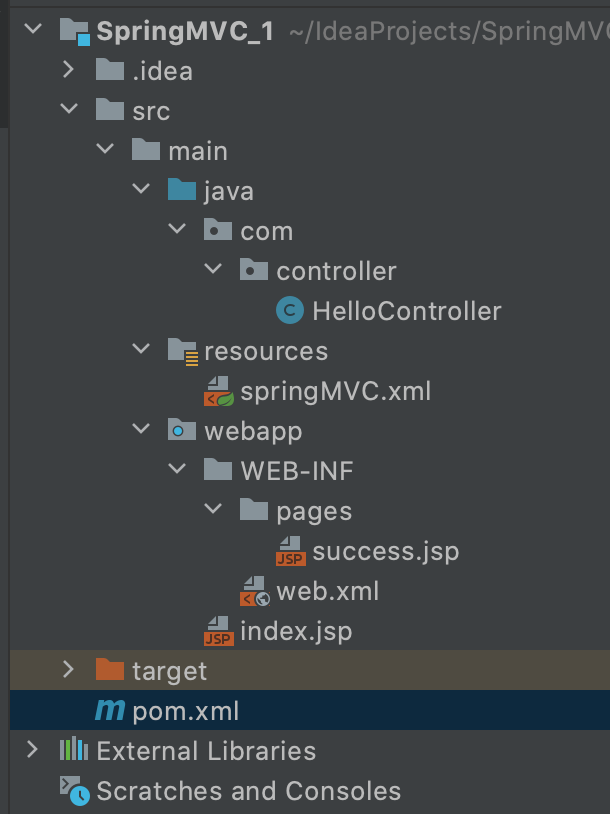 SpringMVC_1 ~/IdeaProjects/SpringMVC
.idea
src
main
java
com
controller
C HelloController
resources
springMVC.xml
webapp
WEB-INF
pages
JSP success.jsp
web.xml
JSP index.jsp
target
m pom.xml
External Libraries
Scratches and Consoles